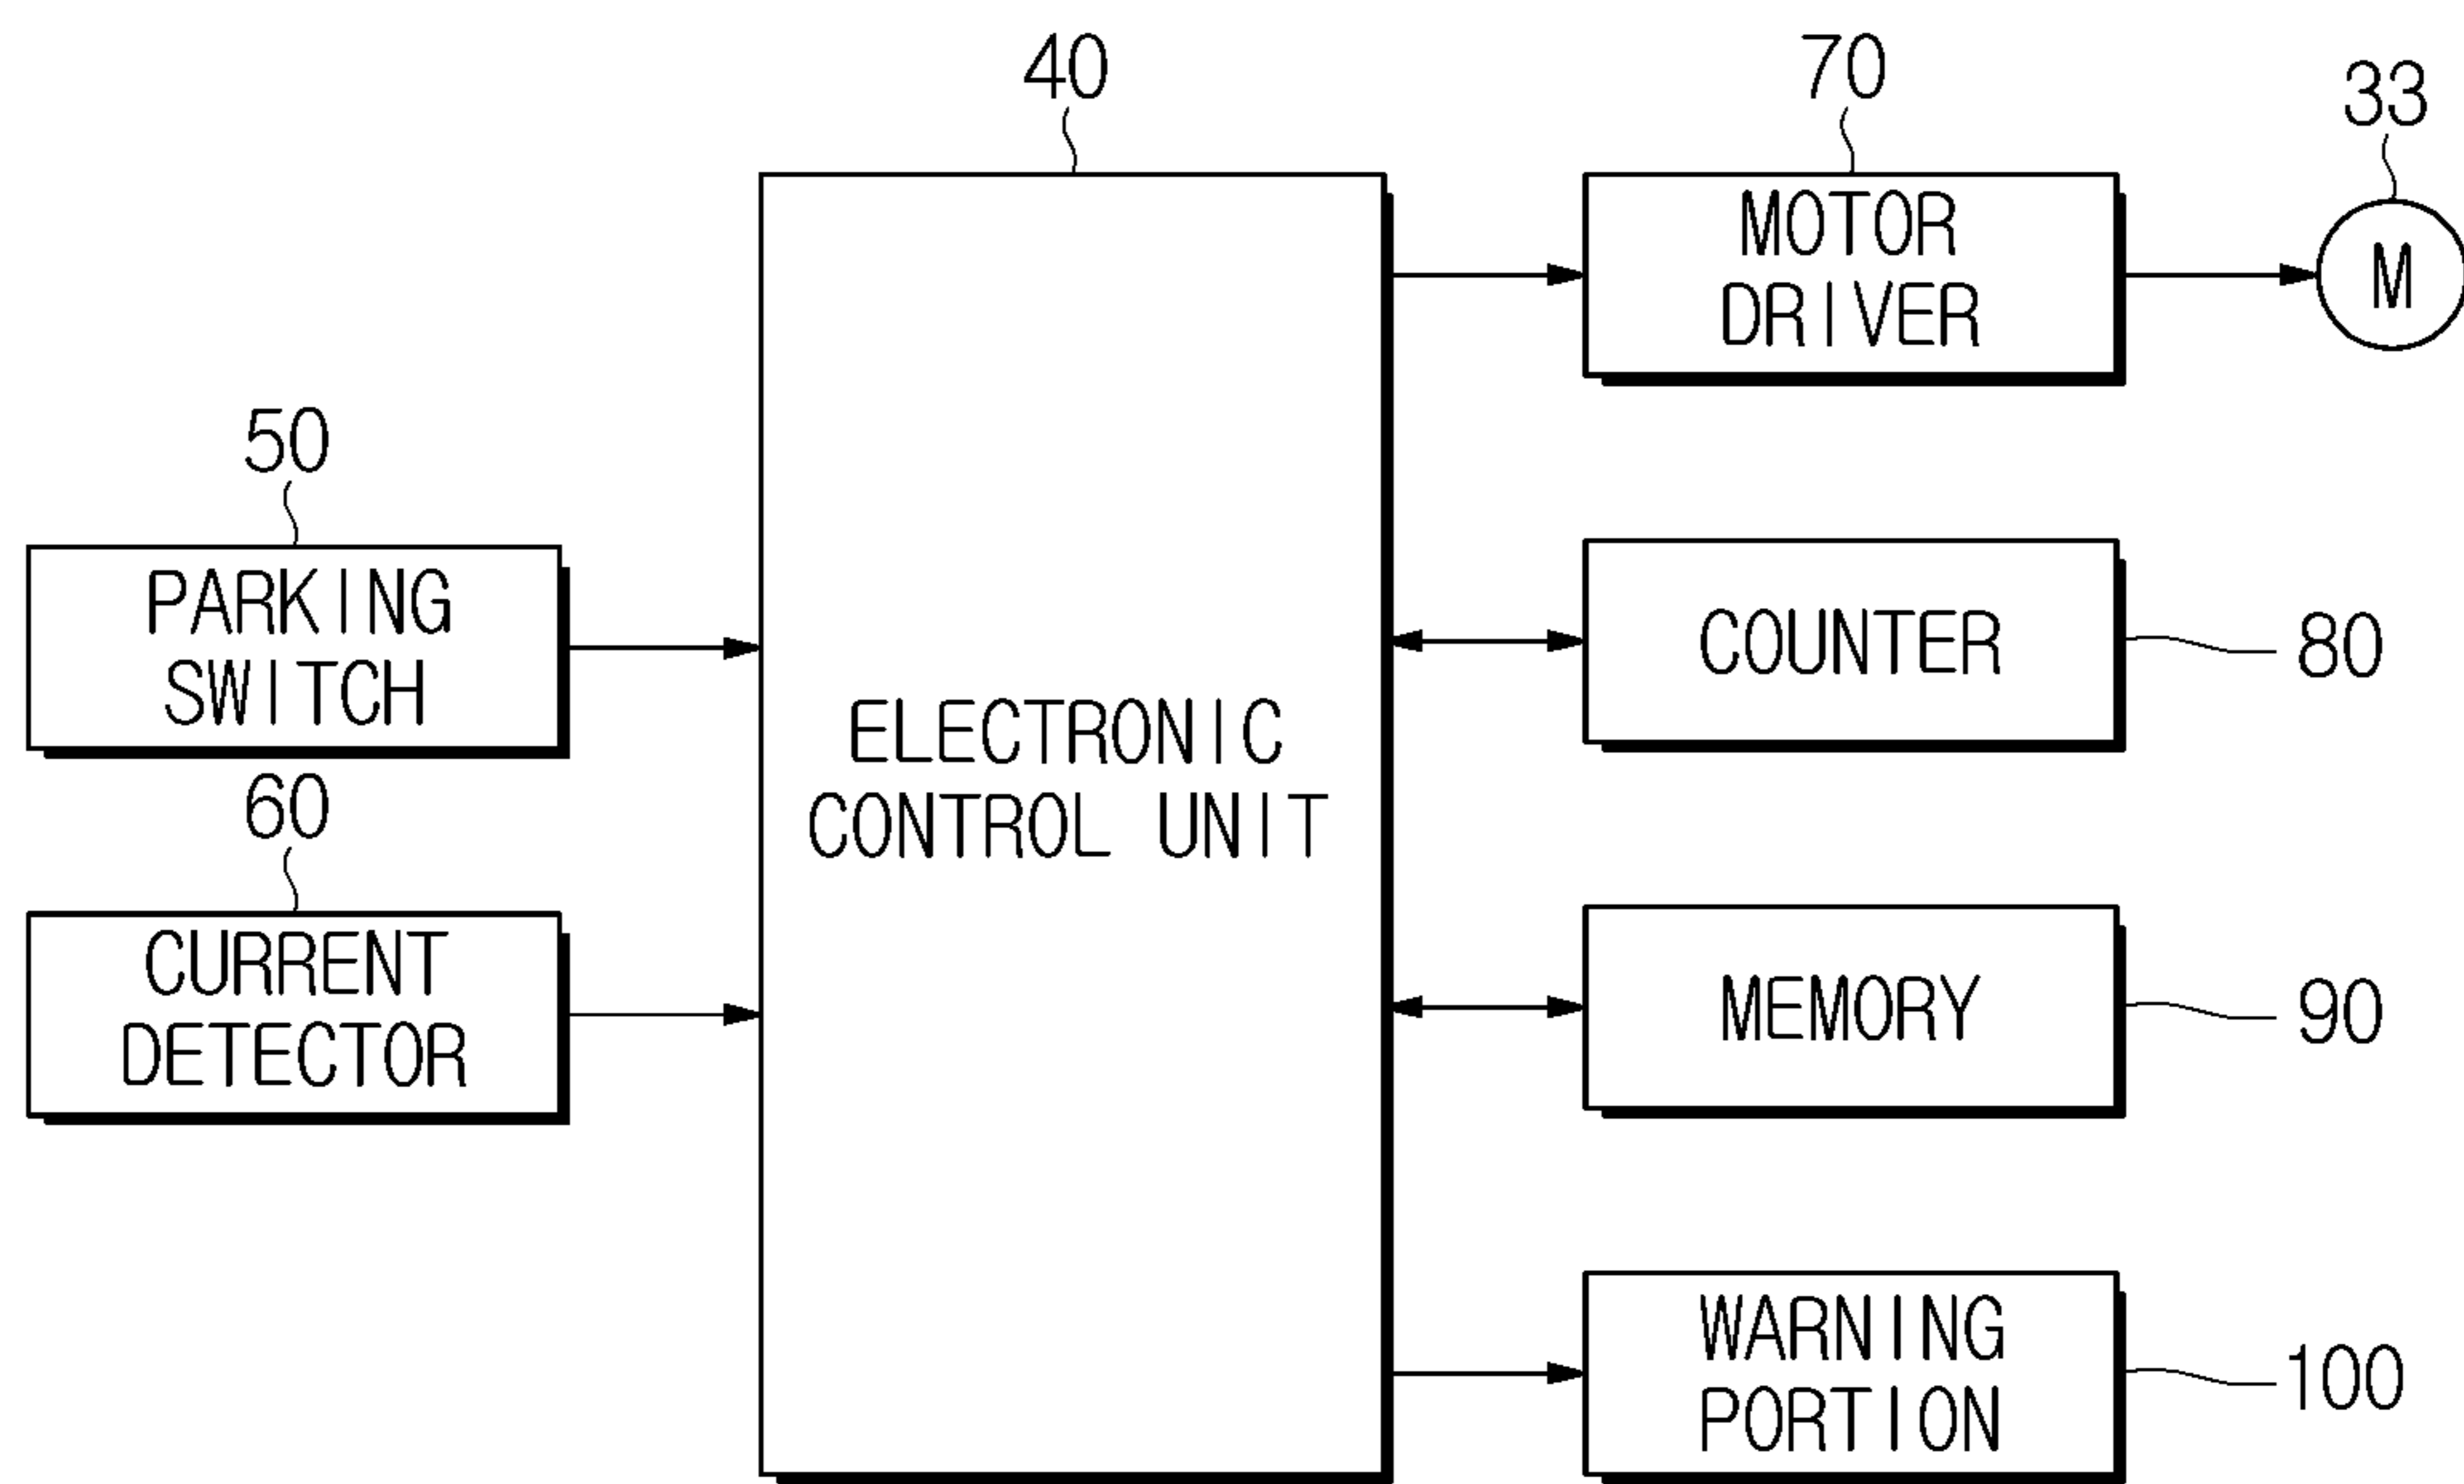 40
70
33
MOTOR
DRIVER
M
50
PARKING
SWITCH
COUNTER
80
ELECTRONIC
CONTROL UNIT
60
CURRENT
DETECTOR
MEMORY
90
WARNING
PORTION
100